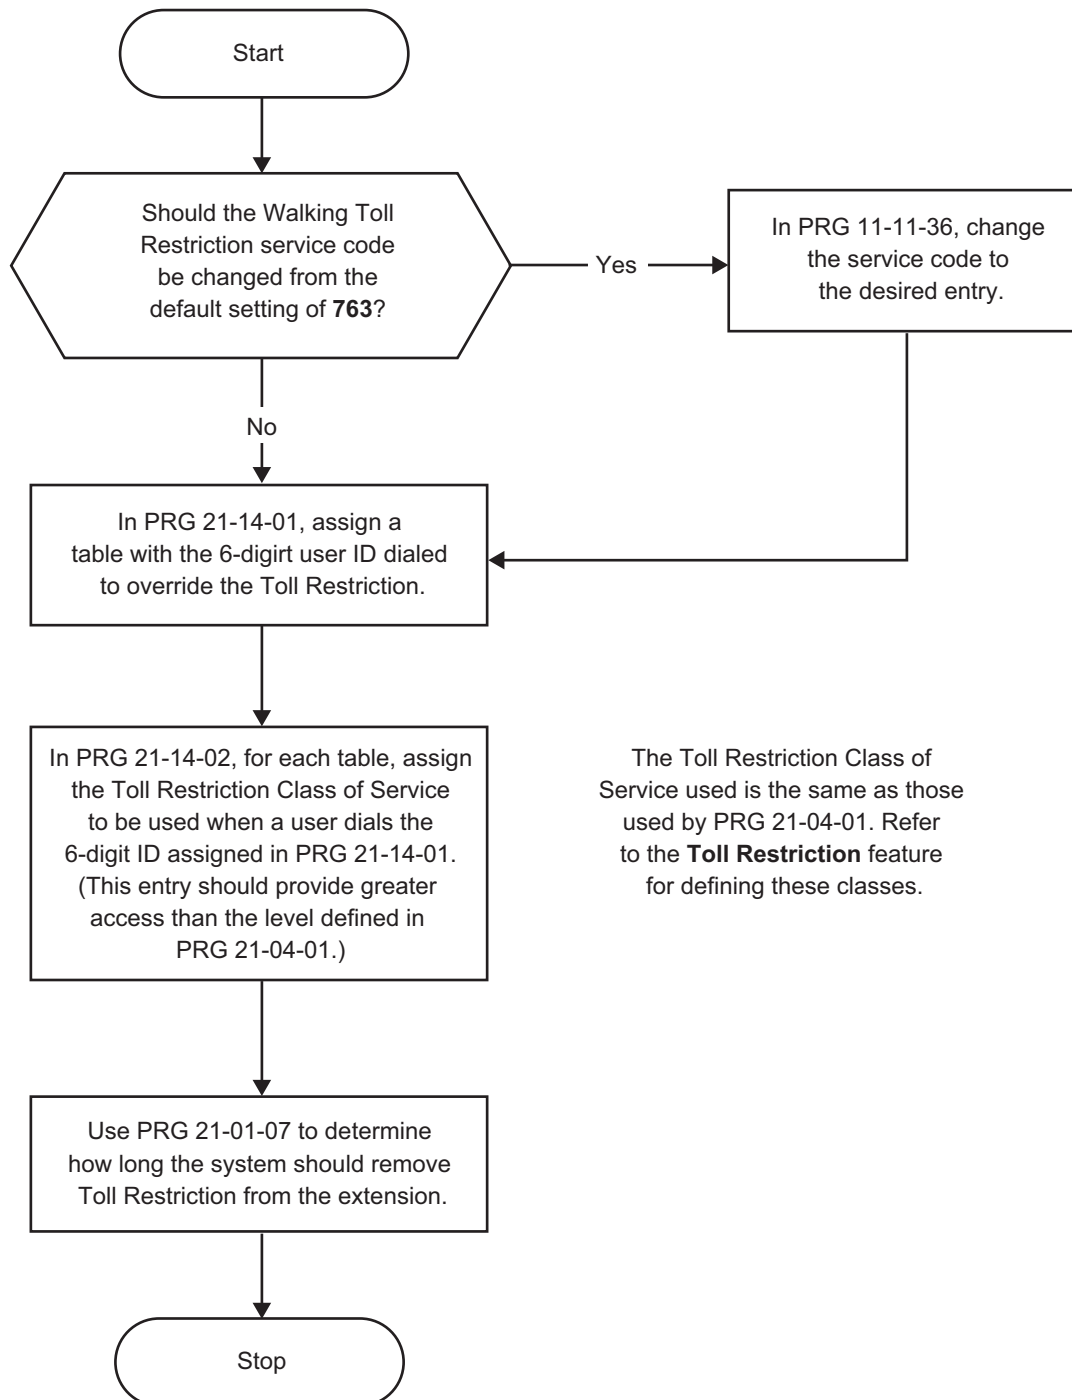 Start
Should the Walking Toll
Restriction service code
be changed from the
default setting of 763?
Yes
In PRG 11-11-36, change
the service code to
the desired entry.
No
In PRG 21-14-01, assign a
table with the 6-digirt user ID dialed
to override the Toll Restriction.
In PRG 21-14-02, for each table, assign
the Toll Restriction Class of Service
to be used when a user dials the
6-digit ID assigned in PRG 21-14-01.
(This entry should provide greater
access than the level defined in
PRG 21-04-01.)
The Toll Restriction Class of
Service used is the same as those
used by PRG 21-04-01. Refer
to the Toll Restriction feature
for defining these classes.
Use PRG 21-01-07 to determine
how long the system should remove
Toll Restriction from the extension.
Stop